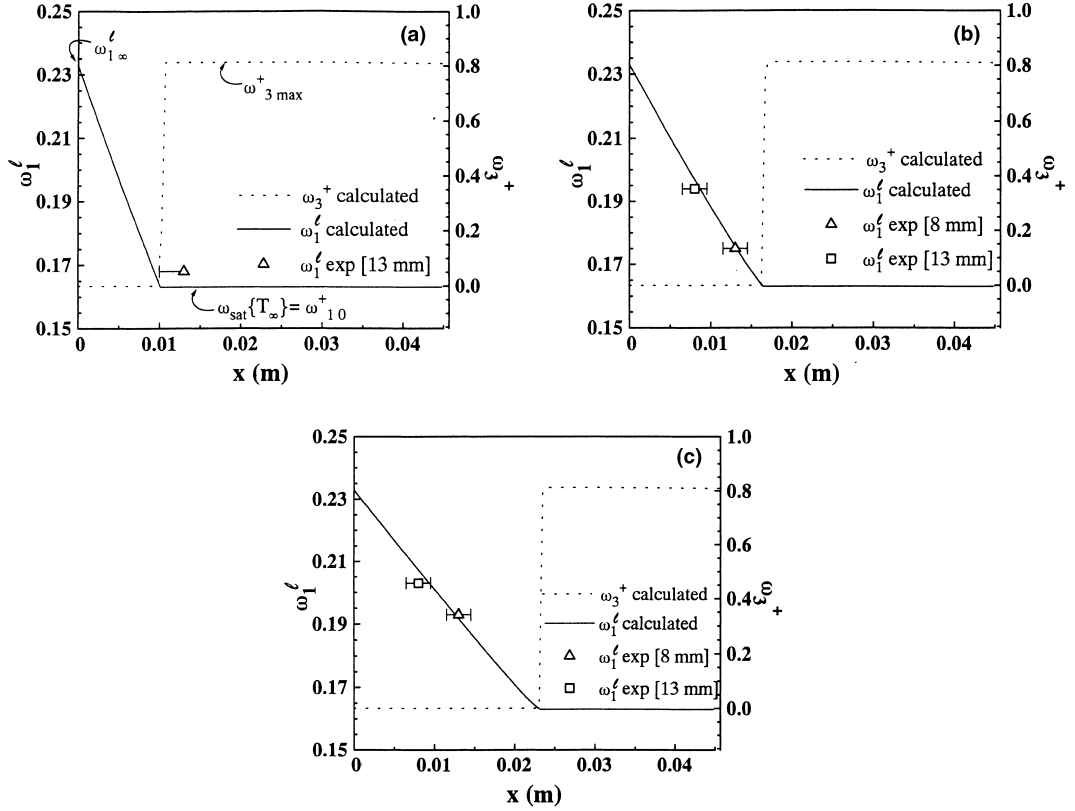 (a)
0.25
0.23
0.21
0.19
0.17
0.15
ω₁ˡ
ω₁∞ˡ
ω⁺₃ max
ω₃⁺ calculated
ω₁ˡ calculated
ω₁ˡ exp [13 mm]
ωsat{T∞}= ω⁺₁₀
1.0
0.8
0.6
0.4
0.2
0.0
ω₃⁺
0 0.01 0.02 0.03 0.04
x (m)
(b)
0.25
0.23
0.21
0.19
0.17
0.15
ω₁ˡ
ω₃⁺ calculated
ω₁ˡ calculated
ω₁ˡ exp [8 mm]
ω₁ˡ exp [13 mm]
1.0
0.8
0.6
0.4
0.2
0.0
ω₃⁺
0 0.01 0.02 0.03 0.04
x (m)
(c)
0.25
0.23
0.21
0.19
0.17
0.15
ω₁ˡ
ω₃⁺ calculated
ω₁ˡ calculated
ω₁ˡ exp [8 mm]
ω₁ˡ exp [13 mm]
1.0
0.8
0.6
0.4
0.2
0.0
ω₃⁺
0 0.01 0.02 0.03 0.04
x (m)